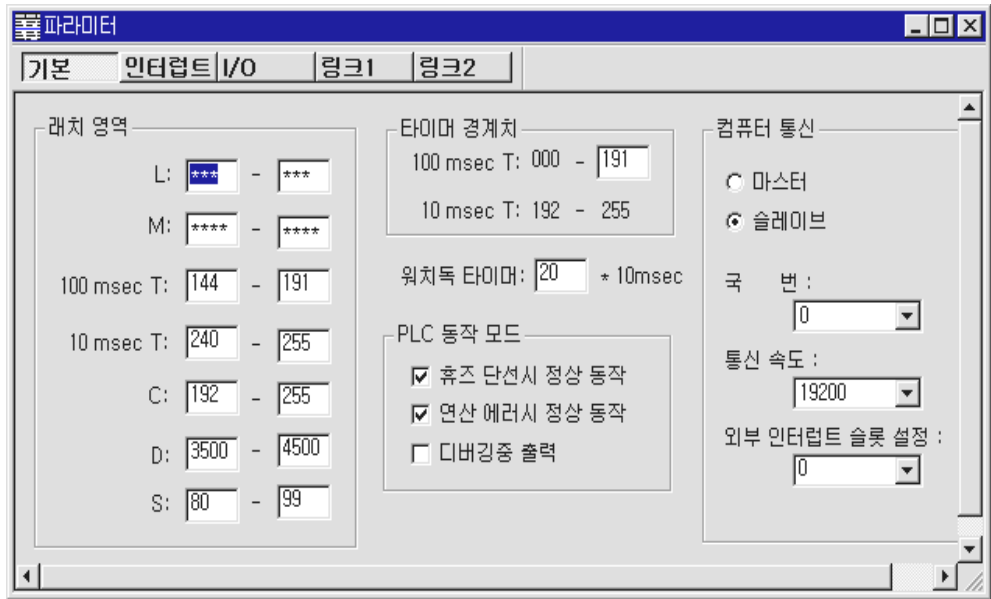 파라미터
기본 인터럽트 I/O 링크1 링크2
래치 영역
L: *** - ***
M: **** - ****
100 msec T: 144 - 191
10 msec T: 240 - 255
C: 192 - 255
D: 3500 - 4500
S: 80 - 99
타이머 경계치
100 msec T: 000 - 191
10 msec T: 192 - 255
워치독 타이머: 20 * 10msec
PLC 동작 모드
휴즈 단선시 정상 동작
연산 에러시 정상 동작
디버깅중 출력
컴퓨터 통신
마스터
슬레이브
국 번 :
0
통신 속도 :
19200
외부 인터럽트 슬롯 설정 :
0